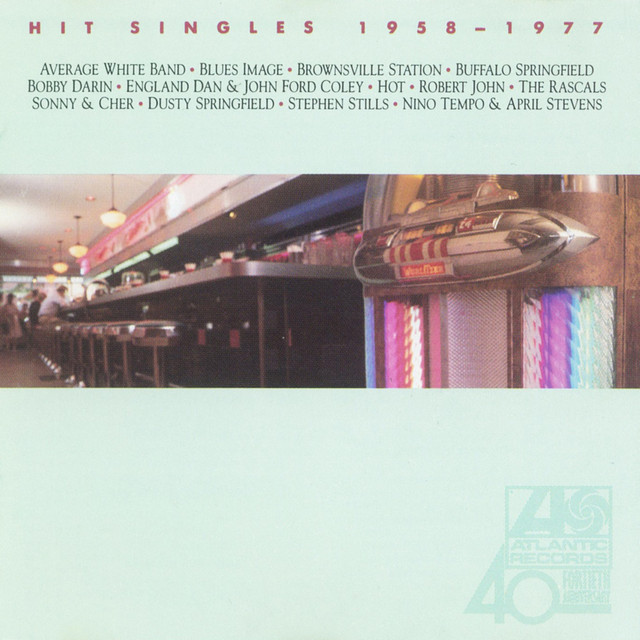 HIT SINGLES 1958–1977
AVERAGE WHITE BAND • BLUES IMAGE • BROWNSVILLE STATION • BUFFALO SPRINGFIELD
BOBBY DARIN • ENGLAND DAN & JOHN FORD COLEY • HOT • ROBERT JOHN • THE RASCALS
SONNY & CHER • DUSTY SPRINGFIELD • STEPHEN STILLS • NINO TEMPO & APRIL STEVENS
ATLANTIC
RECORDS
40
FORTIETH
ANNIVERSARY